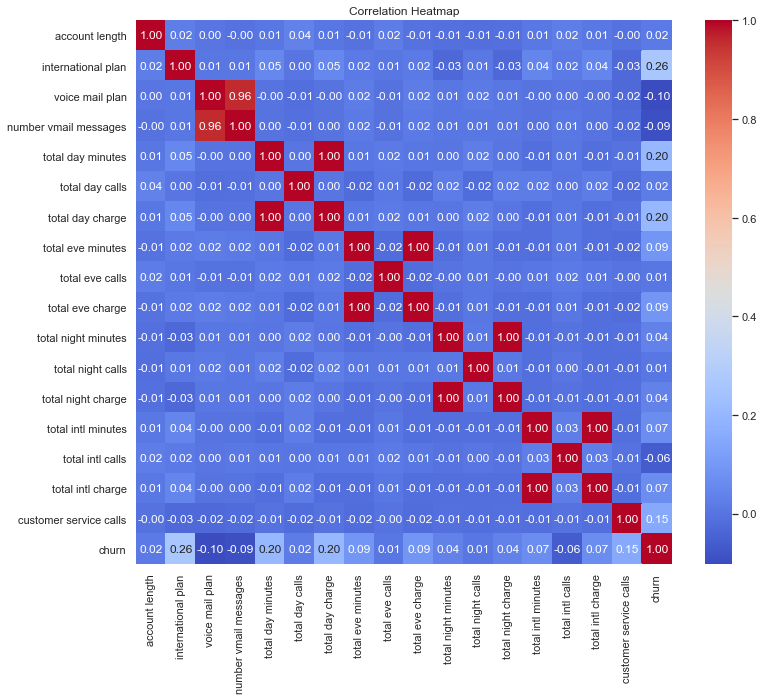 Correlation Heatmap
account length 1.00 0.02 0.00 -0.00 0.01 0.04 0.01 -0.01 0.02 -0.01 -0.01 -0.01 -0.01 0.01 0.02 0.01 -0.00 0.02
international plan 0.02 1.00 0.01 0.01 0.05 0.00 0.05 0.02 0.01 0.02 -0.03 0.01 -0.03 0.04 0.02 0.04 -0.03 0.26
voice mail plan 0.00 0.01 1.00 0.96 -0.00 -0.01 -0.00 0.02 -0.01 0.02 0.01 0.02 0.01 -0.00 0.00 -0.00 -0.02 -0.10
number vmail messages -0.00 0.01 0.96 1.00 0.00 -0.01 0.00 0.02 -0.01 0.02 0.01 0.01 0.01 0.00 0.01 0.00 -0.02 -0.09
total day minutes 0.01 0.05 -0.00 0.00 1.00 0.00 1.00 0.01 0.02 0.01 0.00 0.02 0.00 -0.01 -0.01 -0.01 -0.01 0.20
total day calls 0.04 0.00 -0.01 -0.01 0.00 1.00 0.00 -0.02 0.01 -0.02 0.02 -0.02 0.02 0.02 0.00 0.02 -0.02 0.02
total day charge 0.01 0.05 -0.00 0.00 1.00 0.00 1.00 0.01 0.02 0.01 0.00 0.02 0.00 -0.01 -0.01 -0.01 -0.01 0.20
total eve minutes -0.01 0.02 0.02 0.02 0.01 -0.02 0.01 1.00 -0.02 1.00 -0.01 0.01 -0.01 -0.01 0.01 -0.01 -0.02 0.09
total eve calls 0.02 0.01 -0.01 -0.01 0.02 0.01 0.02 -0.02 1.00 -0.02 -0.00 0.01 -0.00 0.01 0.02 0.01 -0.00 0.01
total eve charge -0.01 0.02 0.02 0.02 0.01 -0.02 0.01 1.00 -0.02 1.00 -0.01 0.01 -0.01 -0.01 0.01 -0.01 -0.02 0.09
total night minutes -0.01 -0.03 0.01 0.01 0.00 0.02 0.00 -0.01 -0.00 -0.01 1.00 0.01 1.00 -0.01 -0.01 -0.01 -0.01 0.04
total night calls -0.01 0.01 0.02 0.01 0.02 -0.02 0.02 0.01 0.01 0.01 0.01 1.00 0.01 -0.01 0.00 -0.01 -0.01 0.01
total night charge -0.01 -0.03 0.01 0.01 0.00 0.02 0.00 -0.01 -0.00 -0.01 1.00 0.01 1.00 -0.01 -0.01 -0.01 -0.01 0.04
total intl minutes 0.01 0.04 -0.00 0.00 -0.01 0.02 -0.01 -0.01 0.01 -0.01 -0.01 -0.01 -0.01 1.00 0.03 1.00 -0.01 0.07
total intl calls 0.02 0.02 0.00 0.01 -0.01 0.00 -0.01 0.01 0.02 0.01 -0.01 0.00 -0.01 0.03 1.00 0.03 -0.01 -0.06
total intl charge 0.01 0.04 -0.00 0.00 -0.01 0.02 -0.01 -0.01 0.01 -0.01 -0.01 -0.01 -0.01 1.00 0.03 1.00 -0.01 0.07
customer service calls -0.00 -0.03 -0.02 -0.02 -0.01 -0.02 -0.01 -0.02 -0.00 -0.02 -0.01 -0.01 -0.01 -0.01 -0.01 -0.01 1.00 0.15
churn 0.02 0.26 -0.10 -0.09 0.20 0.02 0.20 0.09 0.01 0.09 0.04 0.01 0.04 0.07 -0.06 0.07 0.15 1.00
account length
international plan
voice mail plan
number vmail messages
total day minutes
total day calls
total day charge
total eve minutes
total eve calls
total eve charge
total night minutes
total night calls
total night charge
total intl minutes
total intl calls
total intl charge
customer service calls
churn
1.0
0.8
0.6
0.4
0.2
0.0